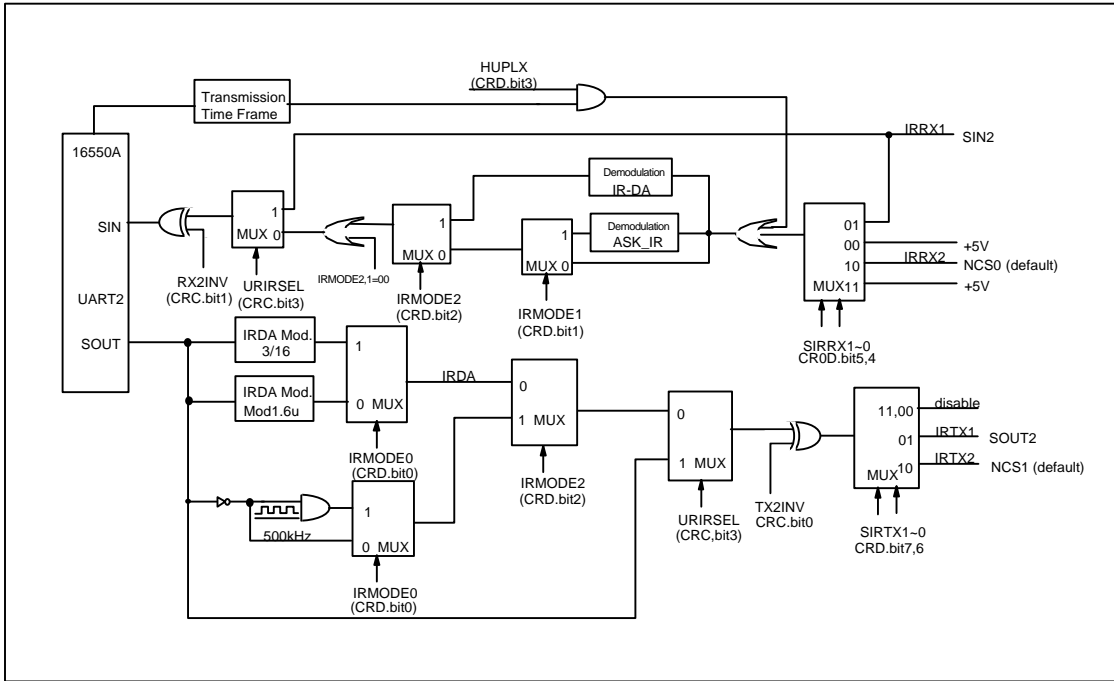 HUPLX
(CRD.bit3)
Transmission
Time Frame
16550A
SIN
UART2
SOUT
IRRX1
SIN2
Demodulation
IR-DA
Demodulation
ASK_IR
1
MUX 0
1
MUX 0
1
MUX 0
01
00
10
MUX 11
+5V
IRRX2
NCS0 (default)
+5V
RX2INV
(CRC.bit1)
URIRSEL
(CRC.bit3)
IRMODE2,1=00
IRMODE2
(CRD.bit2)
IRMODE1
(CRD.bit1)
SIRRX1~0
CR0D.bit5,4
IRDA Mod.
3/16
IRDA Mod.
Mod1.6u
1
0 MUX
IRDA
0
1 MUX
0
1 MUX
11,00
01
10
MUX
disable
IRTX1
SOUT2
IRTX2
NCS1 (default)
IRMODE0
(CRD.bit0)
IRMODE2
(CRD.bit2)
500kHz
1
0 MUX
IRMODE0
(CRD.bit0)
URIRSEL
(CRC,bit3)
TX2INV
CRC.bit0
SIRTX1~0
CRD.bit7,6